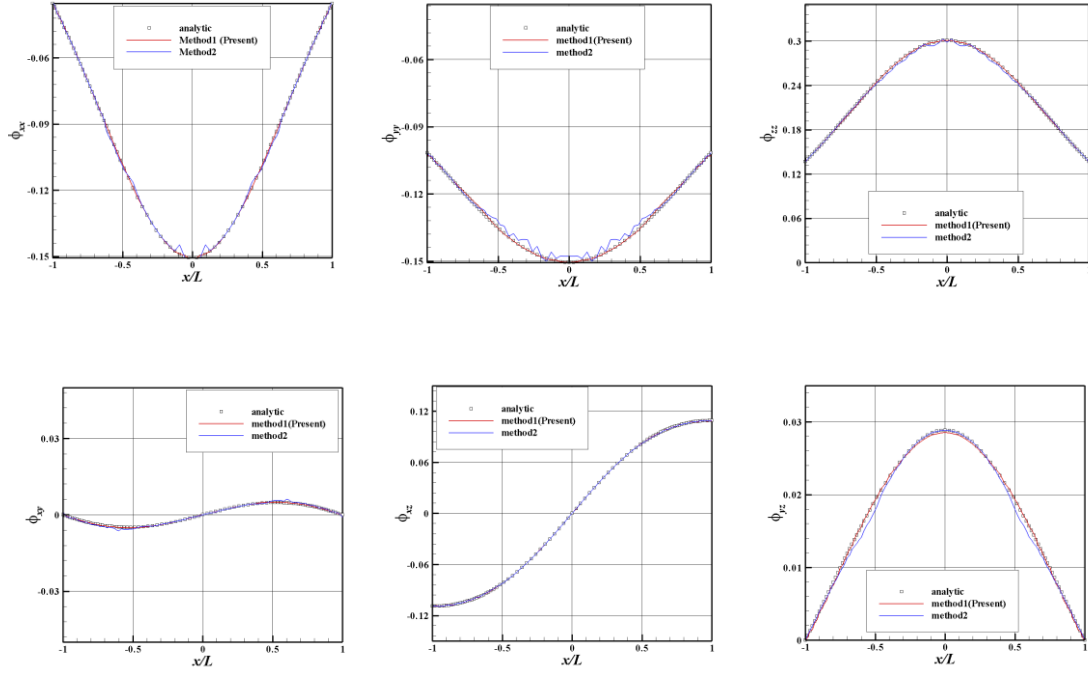 analytic
Method1 (Present)
Method2
-0.06
-0.09
-0.12
-0.15
ϕxx
-1
-0.5
0
0.5
1
x/L
analytic
method1(Present)
method2
-0.06
-0.09
-0.12
-0.15
ϕyy
-1
-0.5
0
0.5
1
x/L
0.3
0.24
0.18
0.12
0.06
0
ϕzz
analytic
method1(Present)
method2
-1
-0.5
0
0.5
1
x/L
analytic
method1(Present)
method2
0.03
0
-0.03
ϕxy
-1
-0.5
0
0.5
1
x/L
analytic
method1(Present)
method2
0.12
0.06
0
-0.06
-0.12
ϕxz
-1
-0.5
0
0.5
1
x/L
0.03
0.02
0.01
0
ϕyz
analytic
method1(Present)
method2
-1
-0.5
0
0.5
1
x/L